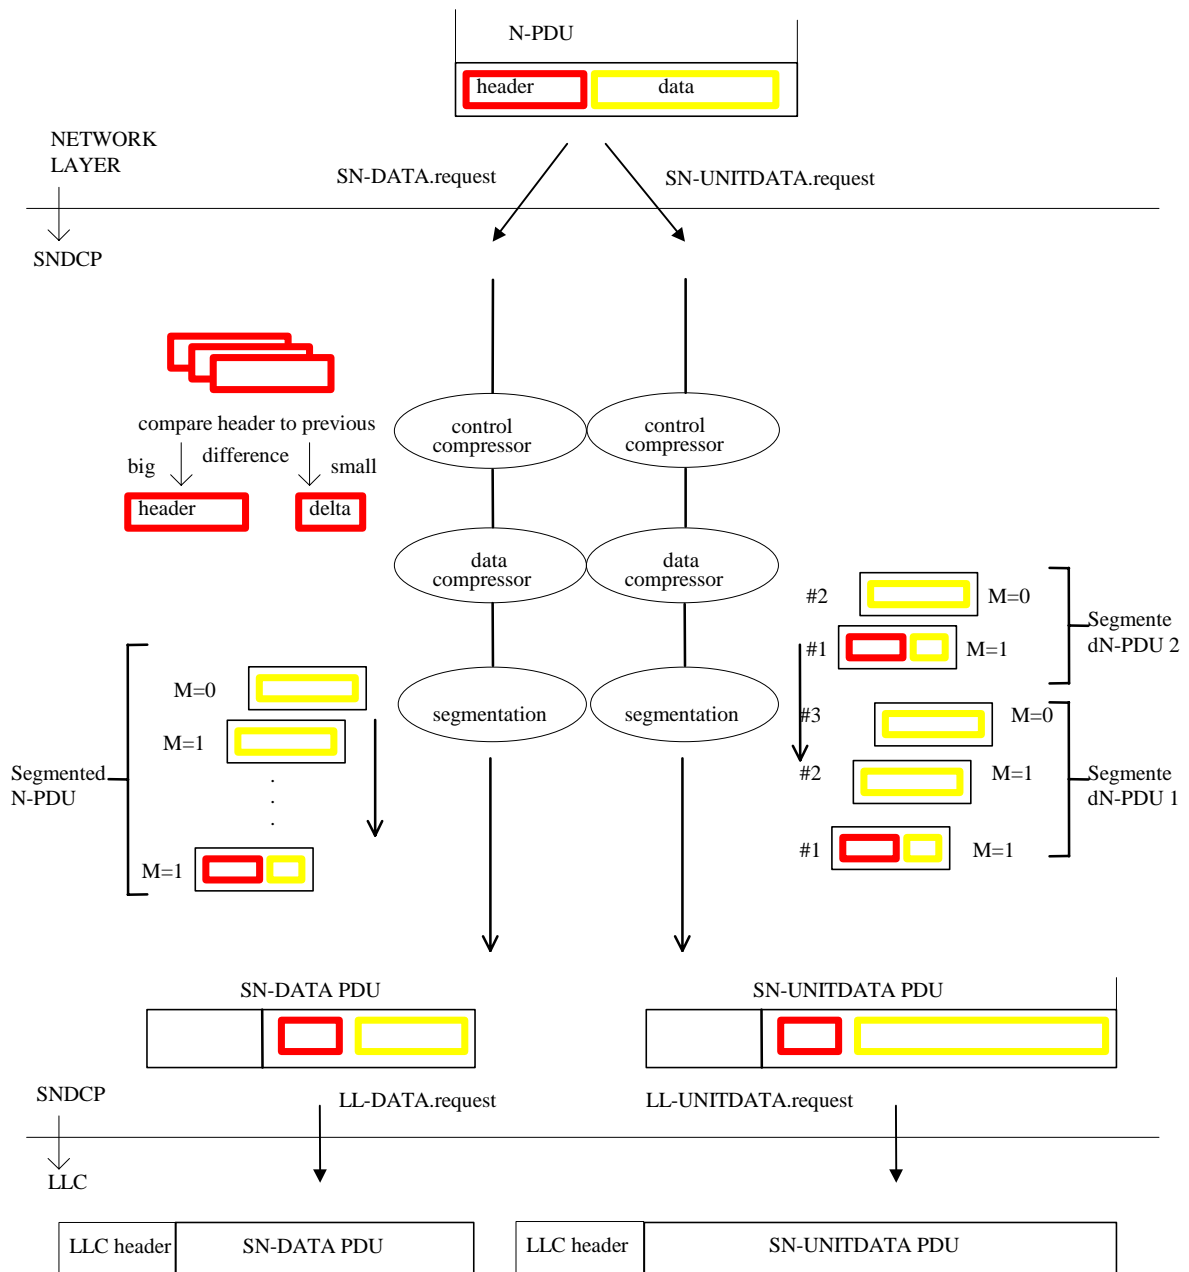 N-PDU
header
data
NETWORK
LAYER
SN-DATA.request
SN-UNITDATA.request
SNDCP
compare header to previous
difference
big
small
header
delta
control
compressor
control
compressor
data
compressor
data
compressor
segmentation
segmentation
M=0
M=1
.
.
.
M=1
Segmented
N-PDU
#2
M=0
#1
M=1
Segmente
dN-PDU 2
#3
M=0
#2
M=1
#1
M=1
Segmente
dN-PDU 1
SN-DATA PDU
SN-UNITDATA PDU
SNDCP
LL-DATA.request
LL-UNITDATA.request
LLC
LLC header
SN-DATA PDU
LLC header
SN-UNITDATA PDU